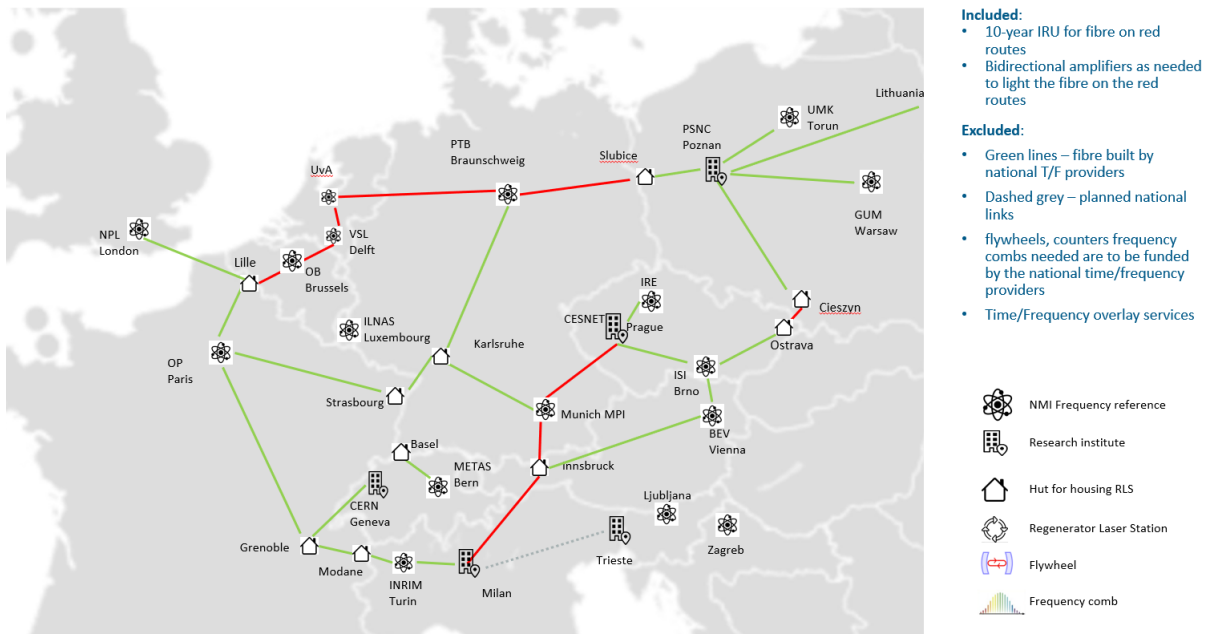 Lithuania
UMK
Torun
PSNC
Poznan
PTB
Braunschweig
Slubice
UvA
GUM
Warsaw
NPL
London
VSL
Delft
Lille
OB
Brussels
IRE
CESNET
Prague
Cieszyn
Ostrava
ILNAS
Luxembourg
Karlsruhe
OP
Paris
ISI
Brno
Strasbourg
Munich MPI
BEV
Vienna
Basel
METAS
Bern
Innsbruck
CERN
Geneva
Ljubljana
Grenoble
Modane
Zagreb
Trieste
INRIM
Turin
Milan
Included:
• 10-year IRU for fibre on red
routes
• Bidirectional amplifiers as needed
to light the fibre on the red
routes
Excluded:
• Green lines – fibre built by
national T/F providers
• Dashed grey – planned national
links
• flywheels, counters frequency
combs needed are to be funded
by the national time/frequency
providers
• Time/Frequency overlay services
NMI Frequency reference
Research institute
Hut for housing RLS
Regenerator Laser Station
Flywheel
Frequency comb